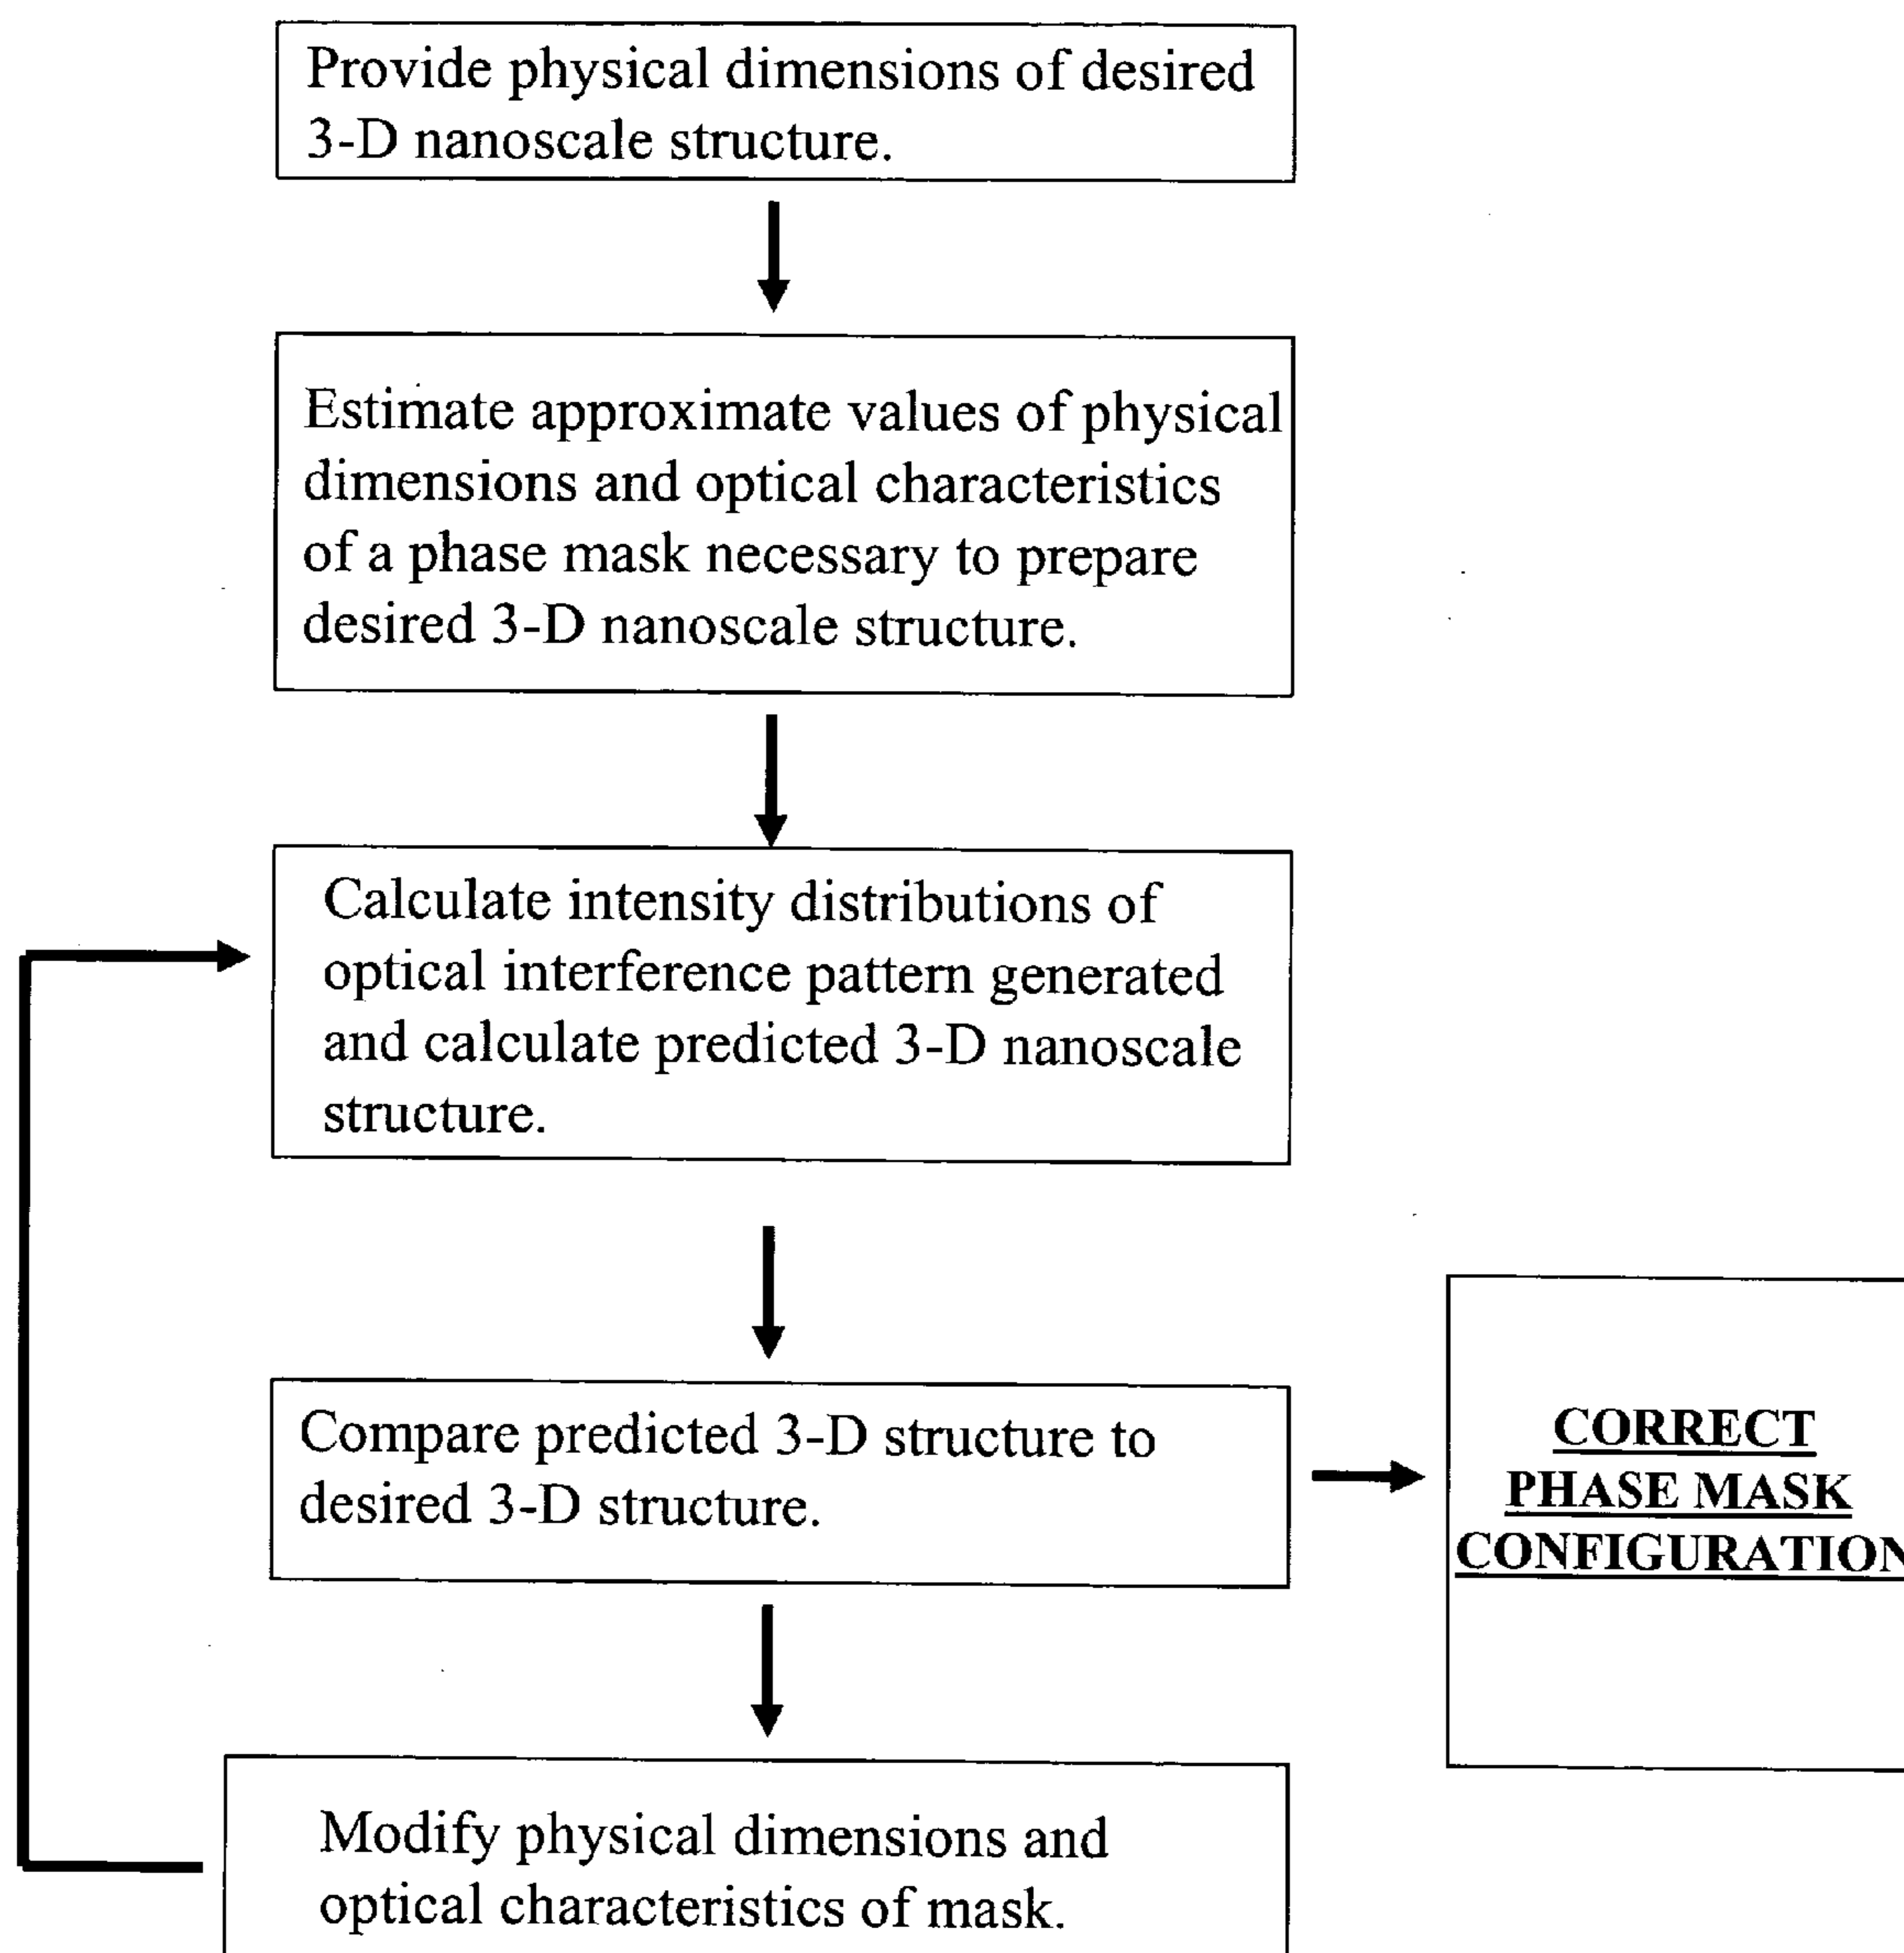 Provide physical dimensions of desired
3-D nanoscale structure.
Estimate approximate values of physical
dimensions and optical characteristics
of a phase mask necessary to prepare
desired 3-D nanoscale structure.
Calculate intensity distributions of
optical interference pattern generated
and calculate predicted 3-D nanoscale
structure.
Compare predicted 3-D structure to
desired 3-D structure.
CORRECT
PHASE MASK
CONFIGURATION
Modify physical dimensions and
optical characteristics of mask.